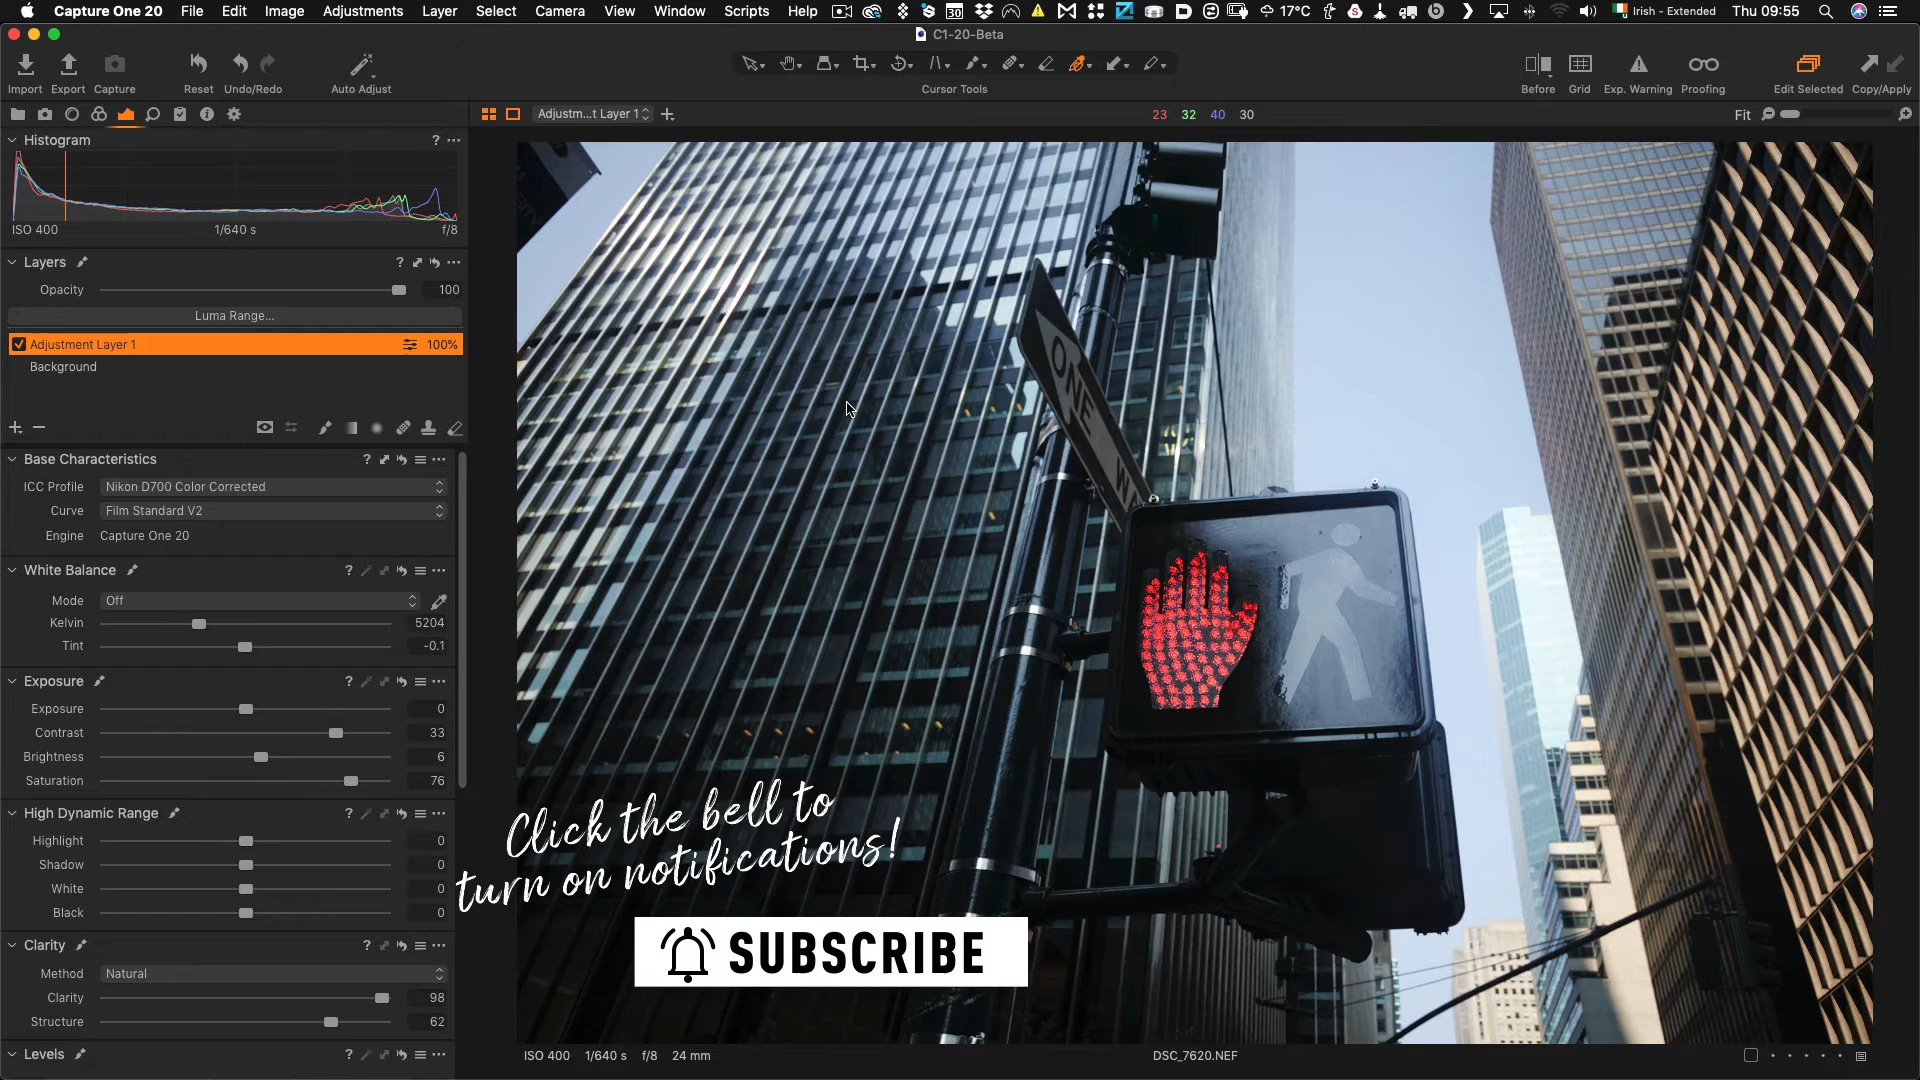 Capture One 20 File Edit Image Adjustments Layer Select Camera View Window Scripts Help 30 17°C Irish - Extended Thu 09:55
C1-20-Beta
Import Export Capture Reset Undo/Redo Auto Adjust Cursor Tools Before Grid Exp. Warning Proofing Edit Selected Copy/Apply
Adjustm...t Layer 1 23 32 40 30 Fit
Histogram ?
ISO 400 1/640 s f/8
Layers ?
Opacity 100
Luma Range...
Adjustment Layer 1 100%
Background
Base Characteristics ?
ICC Profile Nikon D700 Color Corrected
Curve Film Standard V2
Engine Capture One 20
White Balance ?
Mode Off
Kelvin 5204
Tint -0.1
Exposure ?
Exposure 0
Contrast 33
Brightness 6
Saturation 76
High Dynamic Range ?
Highlight 0
Shadow 0
White 0
Black 0
Clarity ?
Method Natural
Clarity 98
Structure 62
Levels ?
ONE W
Click the bell to
turn on notifications!
SUBSCRIBE
ISO 400 1/640 s f/8 24 mm DSC_7620.NEF